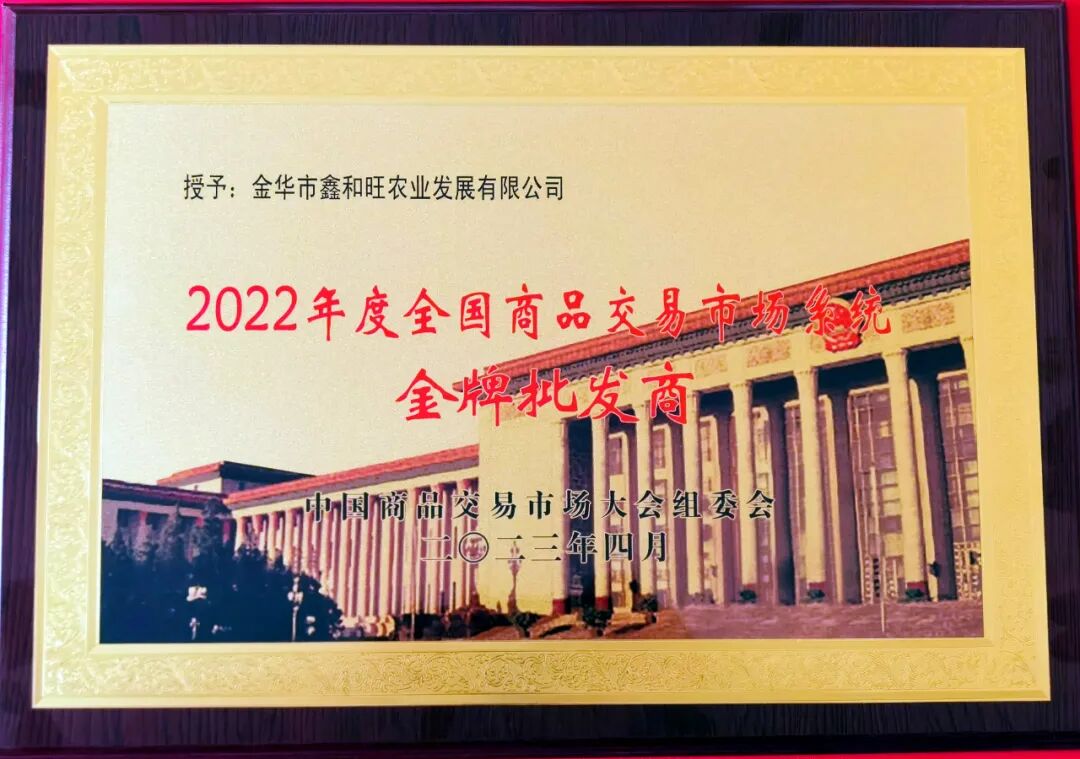 授予：金华市鑫和旺农业发展有限公司
2022年度全国商品交易市场系统
金牌批发商
中国商品交易市场大会组委会
二〇二三年四月